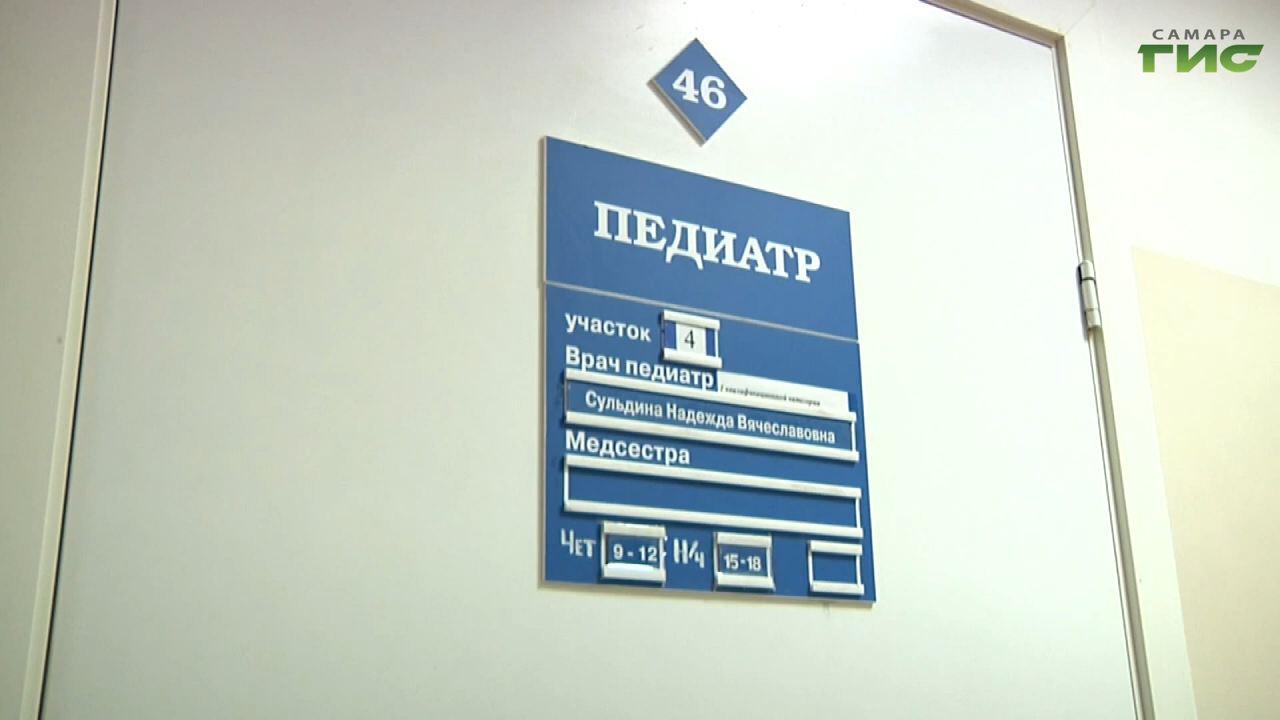 САМАРА
ГИС
46
ПЕДИАТР
участок 4
Врач педиатр
Сульдина Надежда Вячеславовна
Медсестра
Чет 9-12 Н/ч 15-18